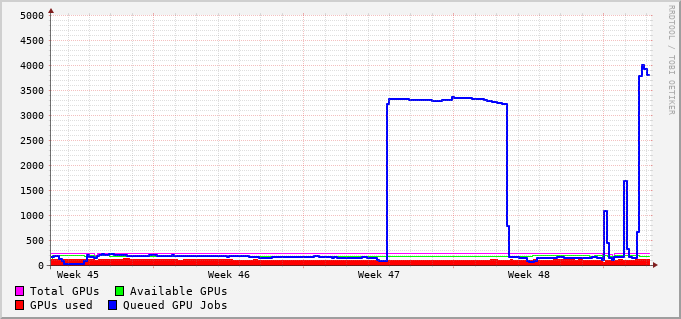 5000
4500
4000
3500
3000
2500
2000
1500
1000
500
0
Week 45 Week 46 Week 47 Week 48
Total GPUs Available GPUs
GPUs used Queued GPU Jobs
RRDTOOL / TOBI OETIKER